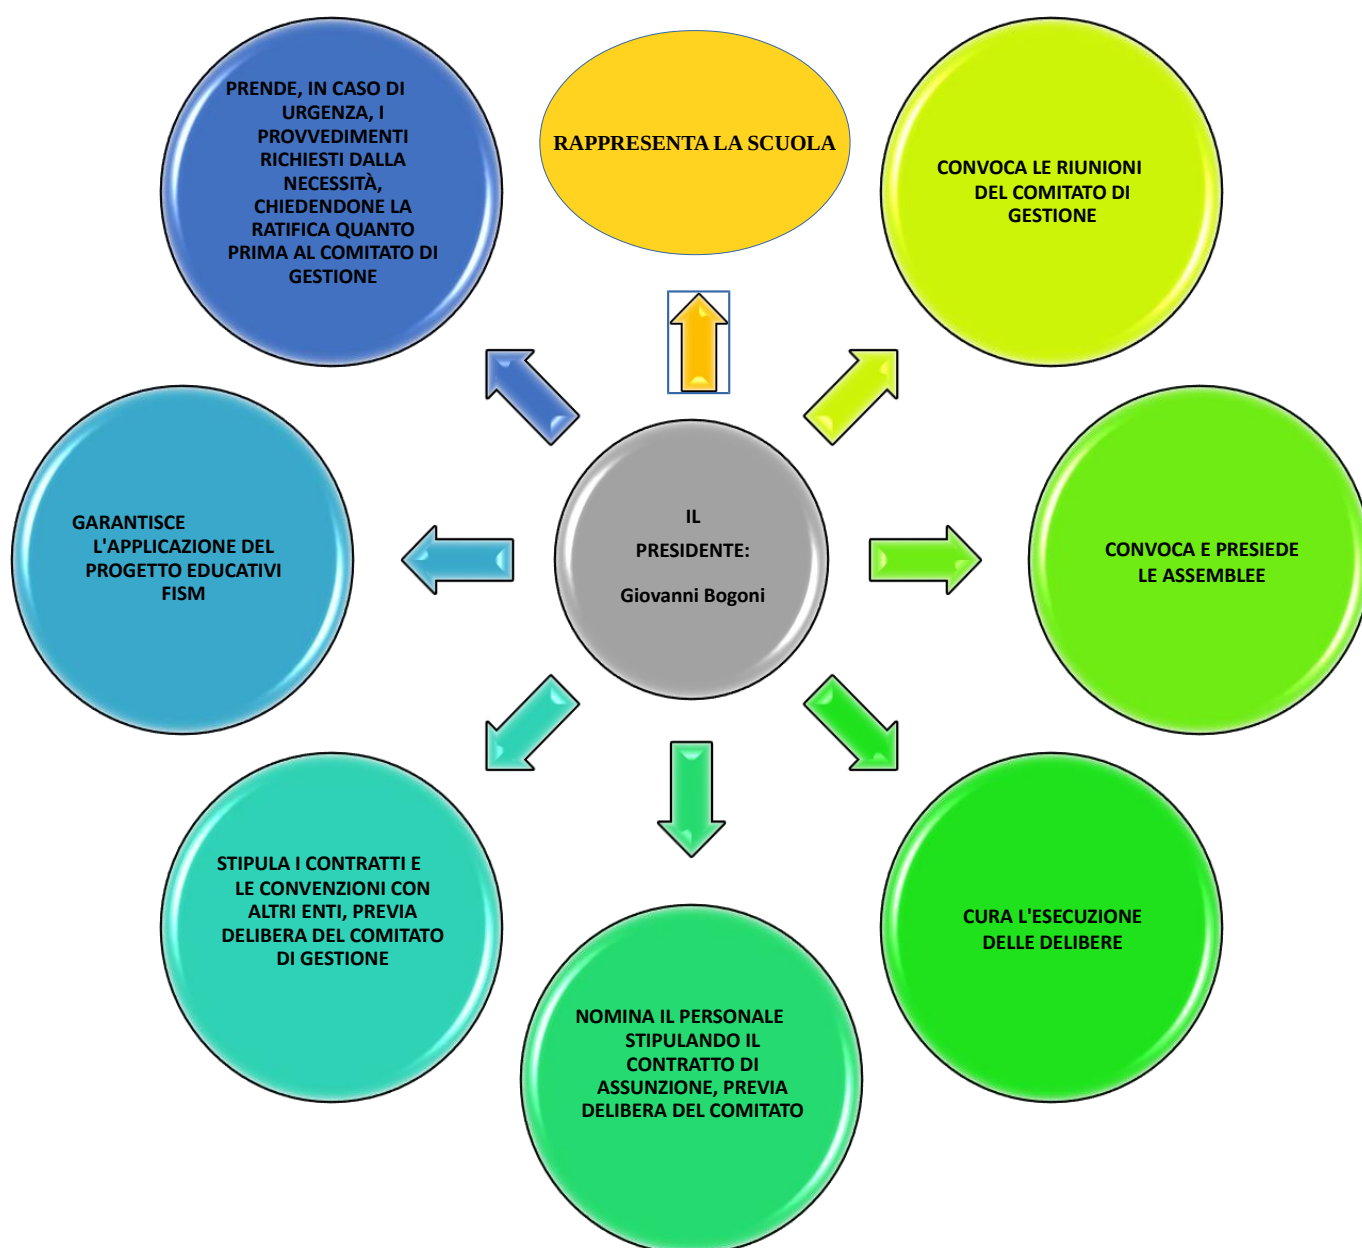 PRENDE, IN CASO DI
URGENZA, I
PROVVEDIMENTI
RICHIESTI DALLA
NECESSITÀ,
CHIEDENDONE LA
RATIFICA QUANTO
PRIMA AL COMITATO DI
GESTIONE
RAPPRESENTA LA SCUOLA
CONVOCA LE RIUNIONI
DEL COMITATO DI
GESTIONE
GARANTISCE
L'APPLICAZIONE DEL
PROGETTO EDUCATIVI
FISM
IL
PRESIDENTE:
Giovanni Bogoni
CONVOCA E PRESIEDE
LE ASSEMBLEE
STIPULA I CONTRATTI E
LE CONVENZIONI CON
ALTRI ENTI, PREVIA
DELIBERA DEL COMITATO
DI GESTIONE
NOMINA IL PERSONALE
STIPULANDO IL
CONTRATTO DI
ASSUNZIONE, PREVIA
DELIBERA DEL COMITATO
CURA L'ESECUZIONE
DELLE DELIBERE